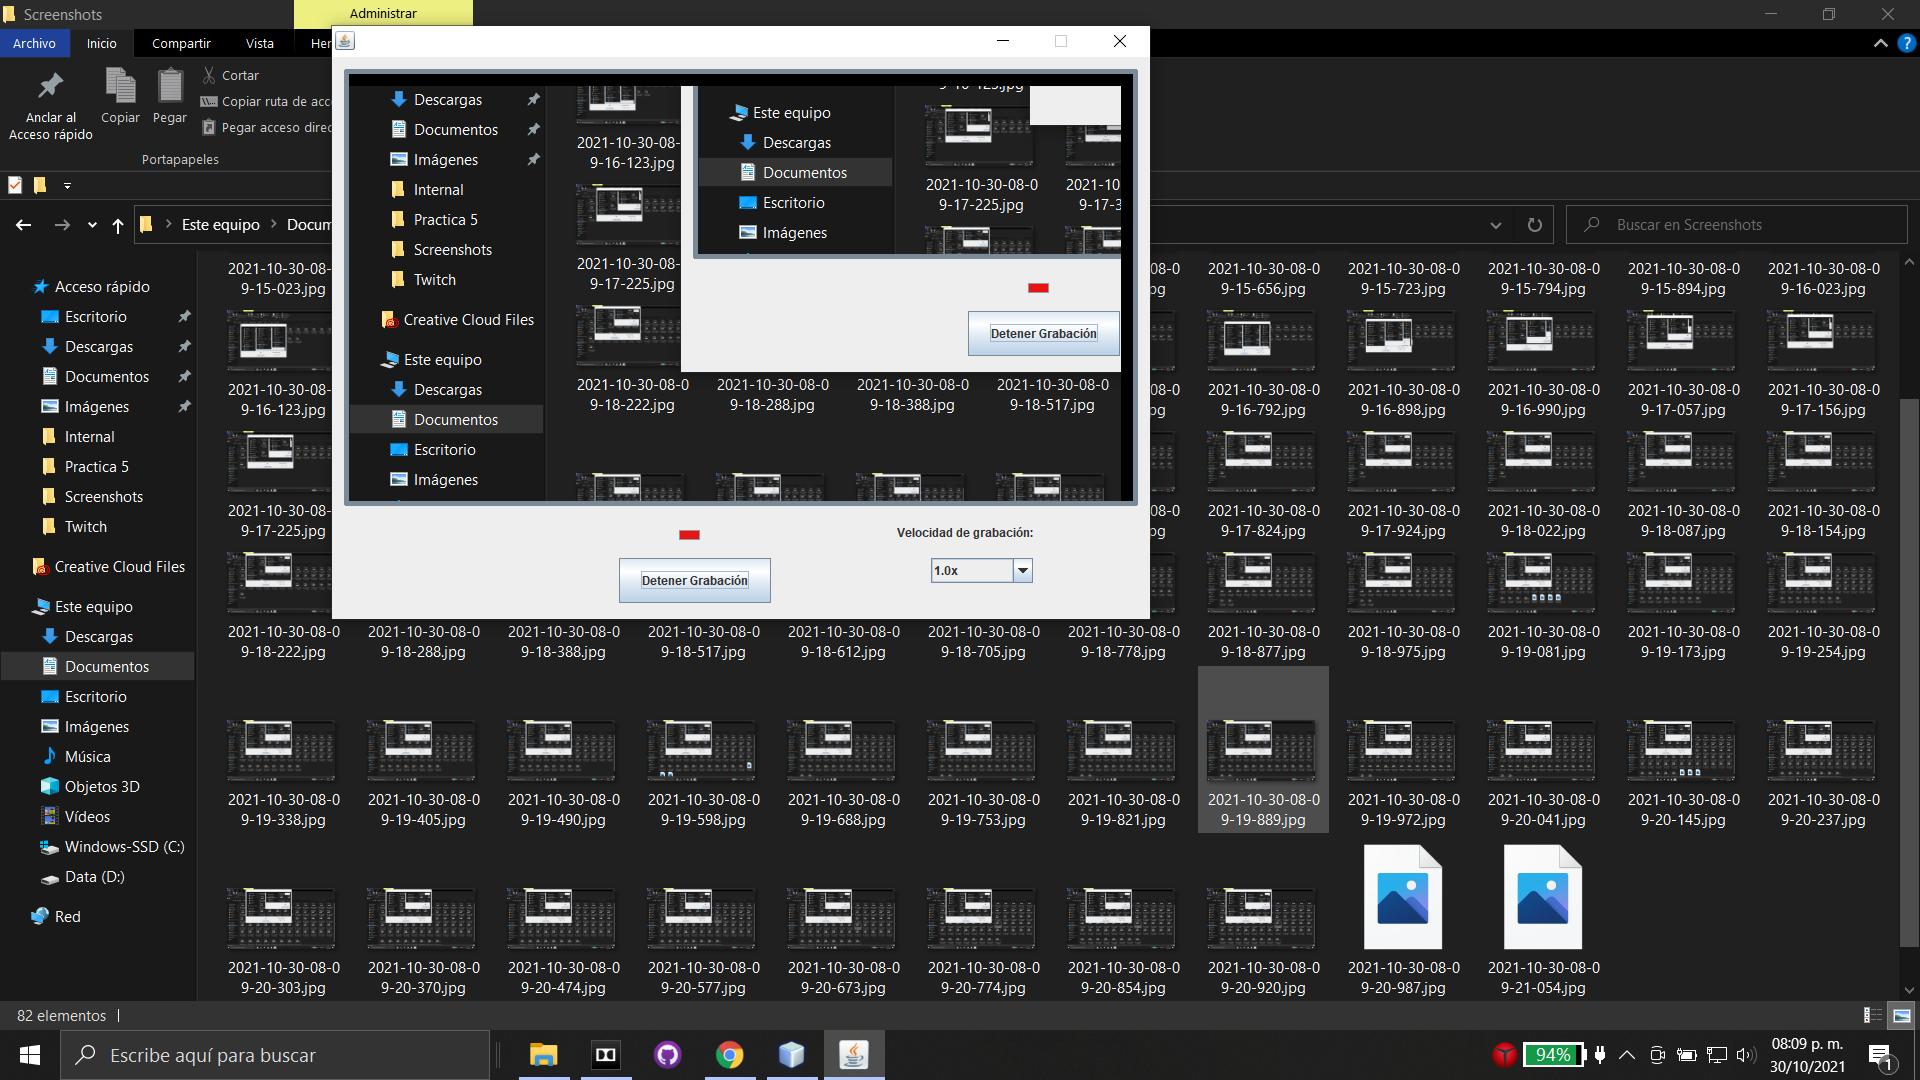 Screenshots
Administrar
Archivo
Inicio
Compartir
Vista
Her
Anclar al
Acceso rápido
Copiar
Pegar
Cortar
Copiar ruta de acc
Pegar acceso direc
Portapapeles
Este equipo
Docum
Buscar en Screenshots
Descargas
Documentos
Imágenes
Internal
Practica 5
Screenshots
Twitch
Creative Cloud Files
Este equipo
Descargas
Documentos
Escritorio
Imágenes
2021-10-30-08-
9-16-123.jpg
2021-10-30-08-
9-17-225.jpg
2021-10-30-08-0 2021-10-30-08-0 2021-10-30-08-0 2021-10-30-08-0
9-18-222.jpg 9-18-288.jpg 9-18-388.jpg 9-18-517.jpg
Este equipo
Descargas
Documentos
Escritorio
Imágenes
2021-10-30-08-0 2021-10
9-17-225.jpg 9-17-3
Detener Grabación
Detener Grabación
Velocidad de grabación:
1.0x
Acceso rápido
Escritorio
Descargas
Documentos
Imágenes
Internal
Practica 5
Screenshots
Twitch
Creative Cloud Files
Este equipo
Descargas
Documentos
Escritorio
Imágenes
Música
Objetos 3D
Vídeos
Windows-SSD (C:)
Data (D:)
Red
2021-10-30-08- 08-0 2021-10-30-08-0 2021-10-30-08-0 2021-10-30-08-0 2021-10-30-08-0 2021-10-30-08-0
9-15-023.jpg pg 9-15-656.jpg 9-15-723.jpg 9-15-794.jpg 9-15-894.jpg 9-16-023.jpg
2021-10-30-08- 08-0 2021-10-30-08-0 2021-10-30-08-0 2021-10-30-08-0 2021-10-30-08-0 2021-10-30-08-0
9-16-123.jpg pg 9-16-792.jpg 9-16-898.jpg 9-16-990.jpg 9-17-057.jpg 9-17-156.jpg
2021-10-30-08- 08-0 2021-10-30-08-0 2021-10-30-08-0 2021-10-30-08-0 2021-10-30-08-0 2021-10-30-08-0
9-17-225.jpg pg 9-17-824.jpg 9-17-924.jpg 9-18-022.jpg 9-18-087.jpg 9-18-154.jpg
2021-10-30-08-0 2021-10-30-08-0 2021-10-30-08-0 2021-10-30-08-0 2021-10-30-08-0 2021-10-30-08-0 2021-10-30-08-0 2021-10-30-08-0 2021-10-30-08-0 2021-10-30-08-0 2021-10-30-08-0 2021-10-30-08-0
9-18-222.jpg 9-18-288.jpg 9-18-388.jpg 9-18-517.jpg 9-18-612.jpg 9-18-705.jpg 9-18-778.jpg 9-18-877.jpg 9-18-975.jpg 9-19-081.jpg 9-19-173.jpg 9-19-254.jpg
2021-10-30-08-0 2021-10-30-08-0 2021-10-30-08-0 2021-10-30-08-0 2021-10-30-08-0 2021-10-30-08-0 2021-10-30-08-0 2021-10-30-08-0 2021-10-30-08-0 2021-10-30-08-0 2021-10-30-08-0 2021-10-30-08-0
9-19-338.jpg 9-19-405.jpg 9-19-490.jpg 9-19-598.jpg 9-19-688.jpg 9-19-753.jpg 9-19-821.jpg 9-19-889.jpg 9-19-972.jpg 9-20-041.jpg 9-20-145.jpg 9-20-237.jpg
2021-10-30-08-0 2021-10-30-08-0 2021-10-30-08-0 2021-10-30-08-0 2021-10-30-08-0 2021-10-30-08-0 2021-10-30-08-0 2021-10-30-08-0 2021-10-30-08-0 2021-10-30-08-0
9-20-303.jpg 9-20-370.jpg 9-20-474.jpg 9-20-577.jpg 9-20-673.jpg 9-20-774.jpg 9-20-854.jpg 9-20-920.jpg 9-20-987.jpg 9-21-054.jpg
82 elementos
Escribe aquí para buscar
94%
08:09 p. m.
30/10/2021
1